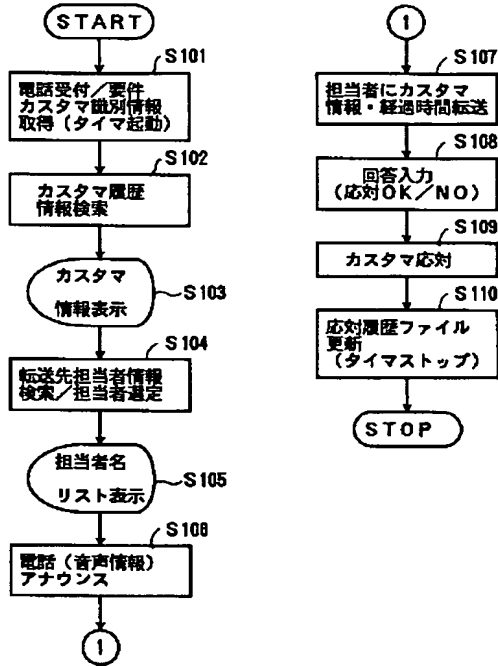 START
S101
電話受付／要件
カスタマ識別情報
取得（タイマ起動）
S102
カスタマ履歴
情報検索
カスタマ
情報表示
S103
S104
転送先担当者情報
検索／担当者選定
担当者名
リスト表示
S105
S106
電話（音声情報）
アナウンス
1
1
S107
担当者にカスタマ
情報・経過時間転送
S108
回答入力
（応対OK／NO）
S109
カスタマ応対
S110
応対履歴ファイル
更新
（タイマストップ）
STOP